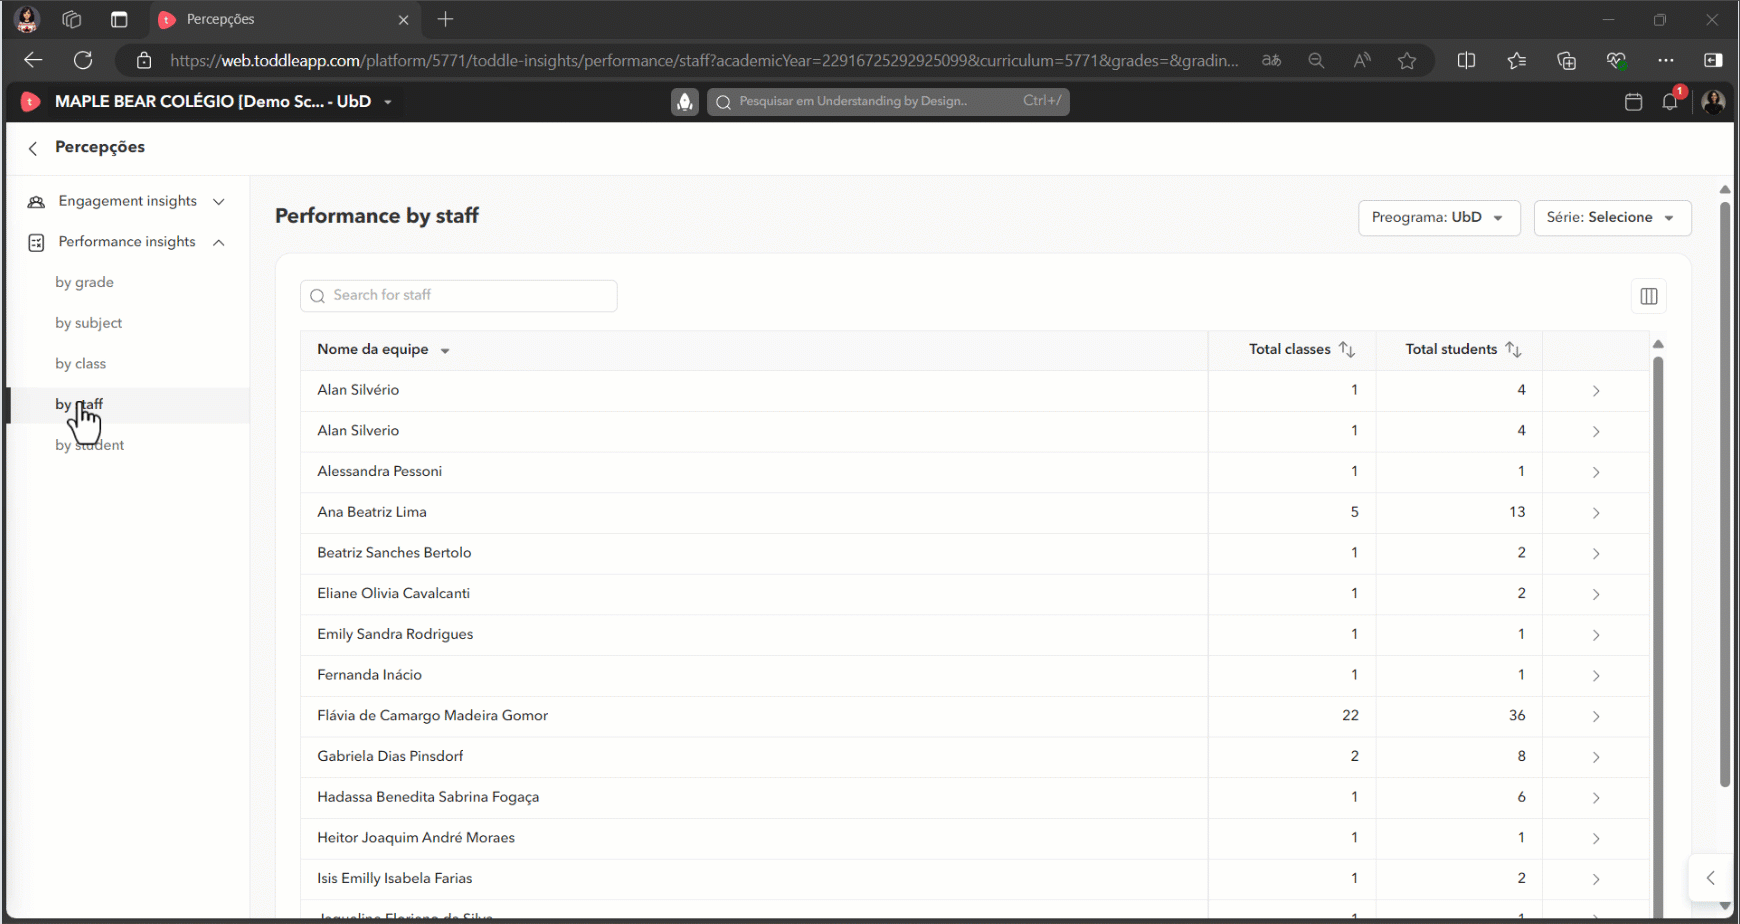 Percepções
https://web.toddleapp.com/platform/5771/toddle-insights/performance/staff?academicYear=22916725292925099&curriculum=5771&grades=&gradin...
MAPLE BEAR COLÉGIO [Demo Sc... - UbD
Pesquisar em Understanding by Design..
Ctrl+/
1
Percepções
Engagement insights
Performance insights
by grade
by subject
by class
by staff
by student
Performance by staff
Preograma: UbD
Série: Selecione
Search for staff
Nome da equipe Total classes Total students
Alan Silvério 1 4
Alan Silverio 1 4
Alessandra Pessoni 1 1
Ana Beatriz Lima 5 13
Beatriz Sanches Bertolo 1 2
Eliane Olivia Cavalcanti 1 2
Emily Sandra Rodrigues 1 1
Fernanda Inácio 1 1
Flávia de Camargo Madeira Gomor 22 36
Gabriela Dias Pinsdorf 2 8
Hadassa Benedita Sabrina Fogaça 1 6
Heitor Joaquim André Moraes 1 1
Isis Emilly Isabela Farias 1 2